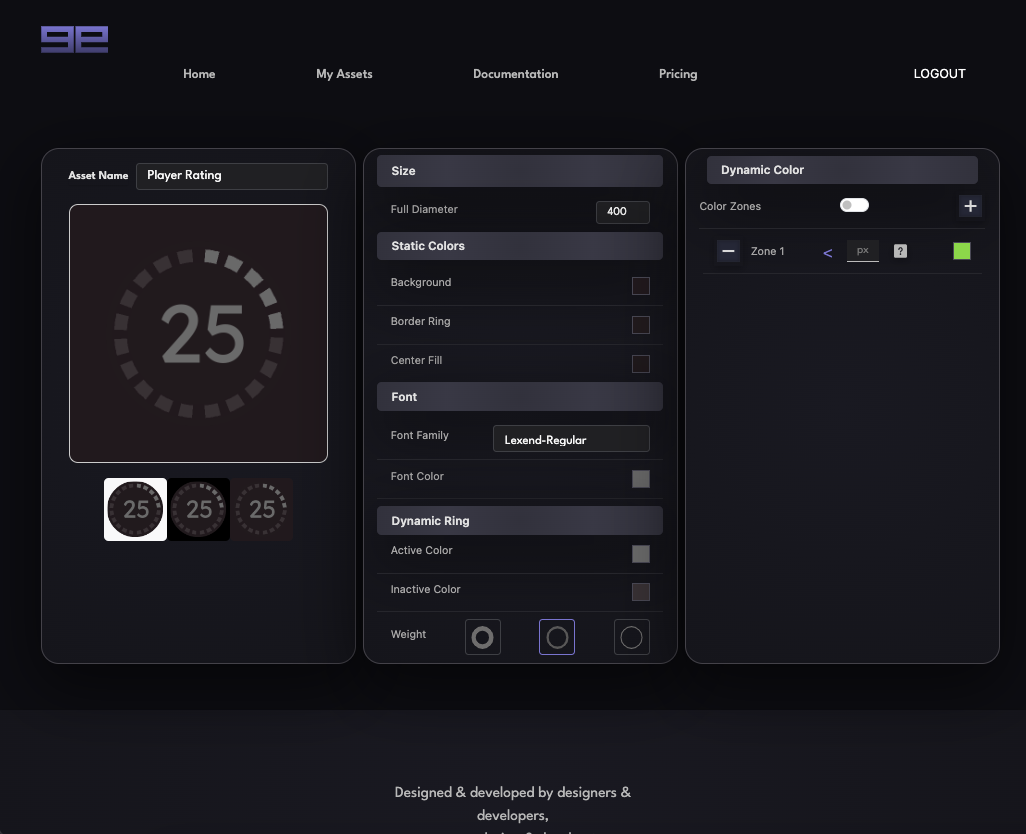 ge
Home My Assets Documentation Pricing LOGOUT
Asset Name Player Rating
25
25 25 25
Size
Full Diameter 400
Static Colors
Background
Border Ring
Center Fill
Font
Font Family Lexend-Regular
Font Color
Dynamic Ring
Active Color
Inactive Color
Weight
Dynamic Color
Color Zones +
− Zone 1 < px ?
Designed & developed by designers &
developers,